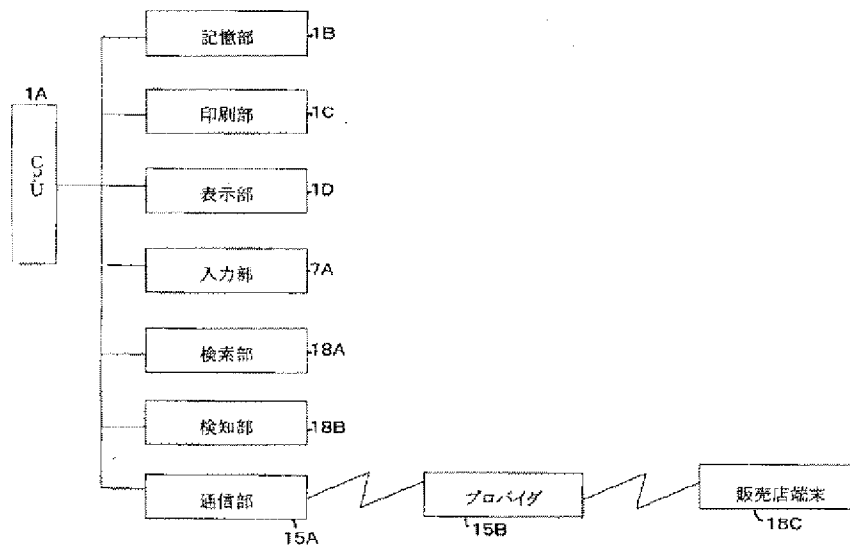 記憶部
1B
1A
印刷部
1C
CPU
表示部
1D
入力部
7A
検索部
18A
検知部
18B
通信部
15A
プロバイダ
15B
販売店端末
18C